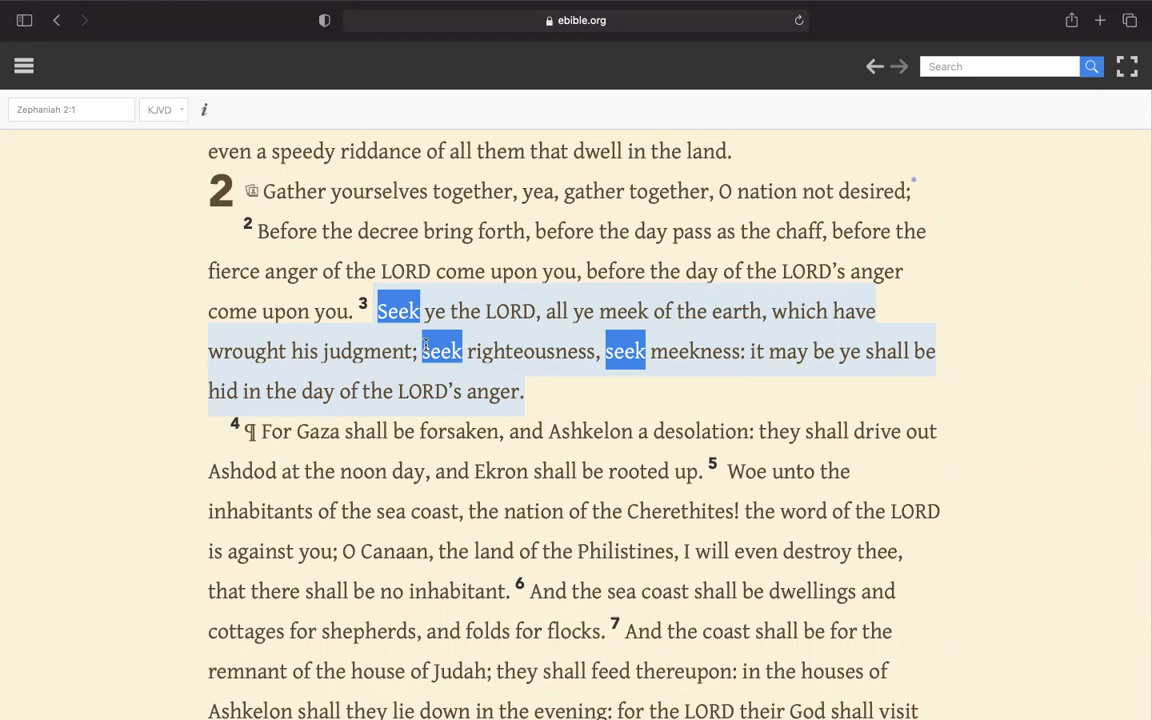 ebible.org
Search
Zephaniah 2:1 KJVD i
even a speedy riddance of all them that dwell in the land.
2 Gather yourselves together, yea, gather together, O nation not desired;*
2 Before the decree bring forth, before the day pass as the chaff, before the
fierce anger of the LORD come upon you, before the day of the LORD’s anger
come upon you. 3 Seek ye the LORD, all ye meek of the earth, which have
wrought his judgment; seek righteousness, seek meekness: it may be ye shall be
hid in the day of the LORD’s anger.
4 ¶ For Gaza shall be forsaken, and Ashkelon a desolation: they shall drive out
Ashdod at the noon day, and Ekron shall be rooted up. 5 Woe unto the
inhabitants of the sea coast, the nation of the Cherethites! the word of the LORD
is against you; O Canaan, the land of the Philistines, I will even destroy thee,
that there shall be no inhabitant. 6 And the sea coast shall be dwellings and
cottages for shepherds, and folds for flocks. 7 And the coast shall be for the
remnant of the house of Judah; they shall feed thereupon: in the houses of
Ashkelon shall they lie down in the evening: for the LORD their God shall visit